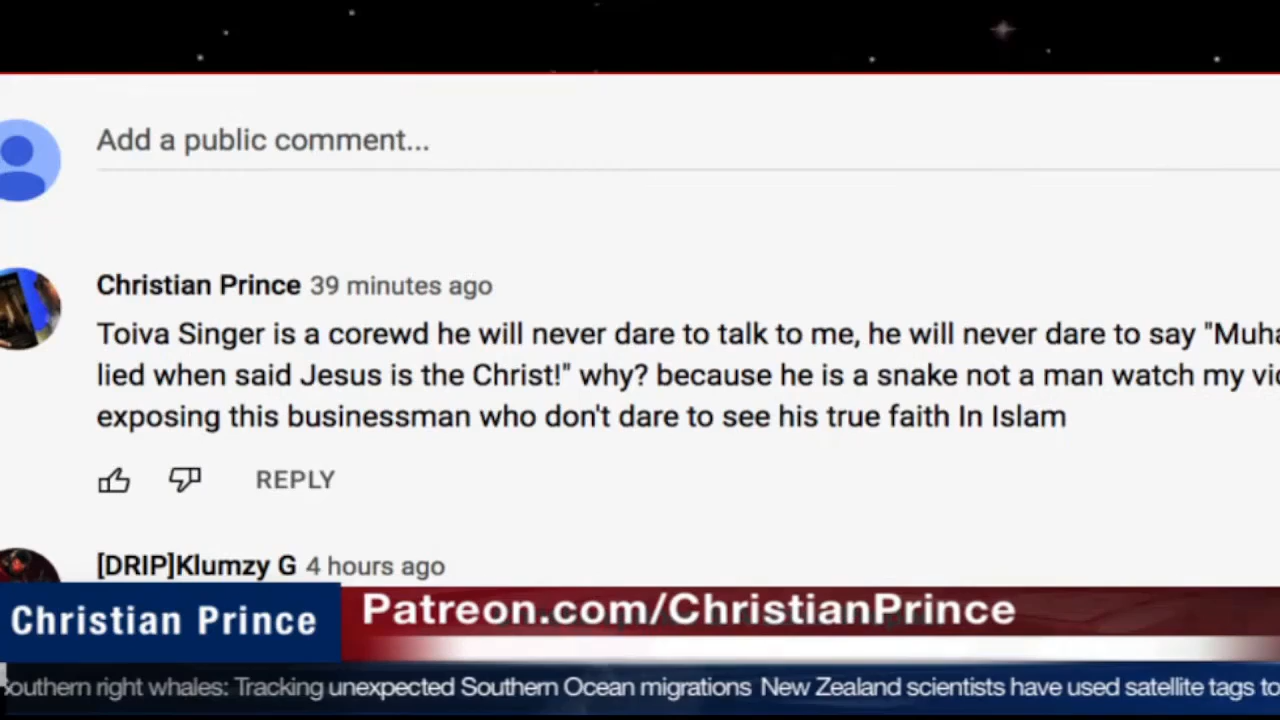 Add a public comment...
Christian Prince 39 minutes ago
Toiva Singer is a corewd he will never dare to talk to me, he will never dare to say "Muha
lied when said Jesus is the Christ!" why? because he is a snake not a man watch my vid
exposing this businessman who don't dare to see his true faith In Islam
REPLY
[DRIP]Klumzy G 4 hours ago
Christian Prince
Patreon.com/ChristianPrince
Southern right whales: Tracking unexpected Southern Ocean migrations New Zealand scientists have used satellite tags to